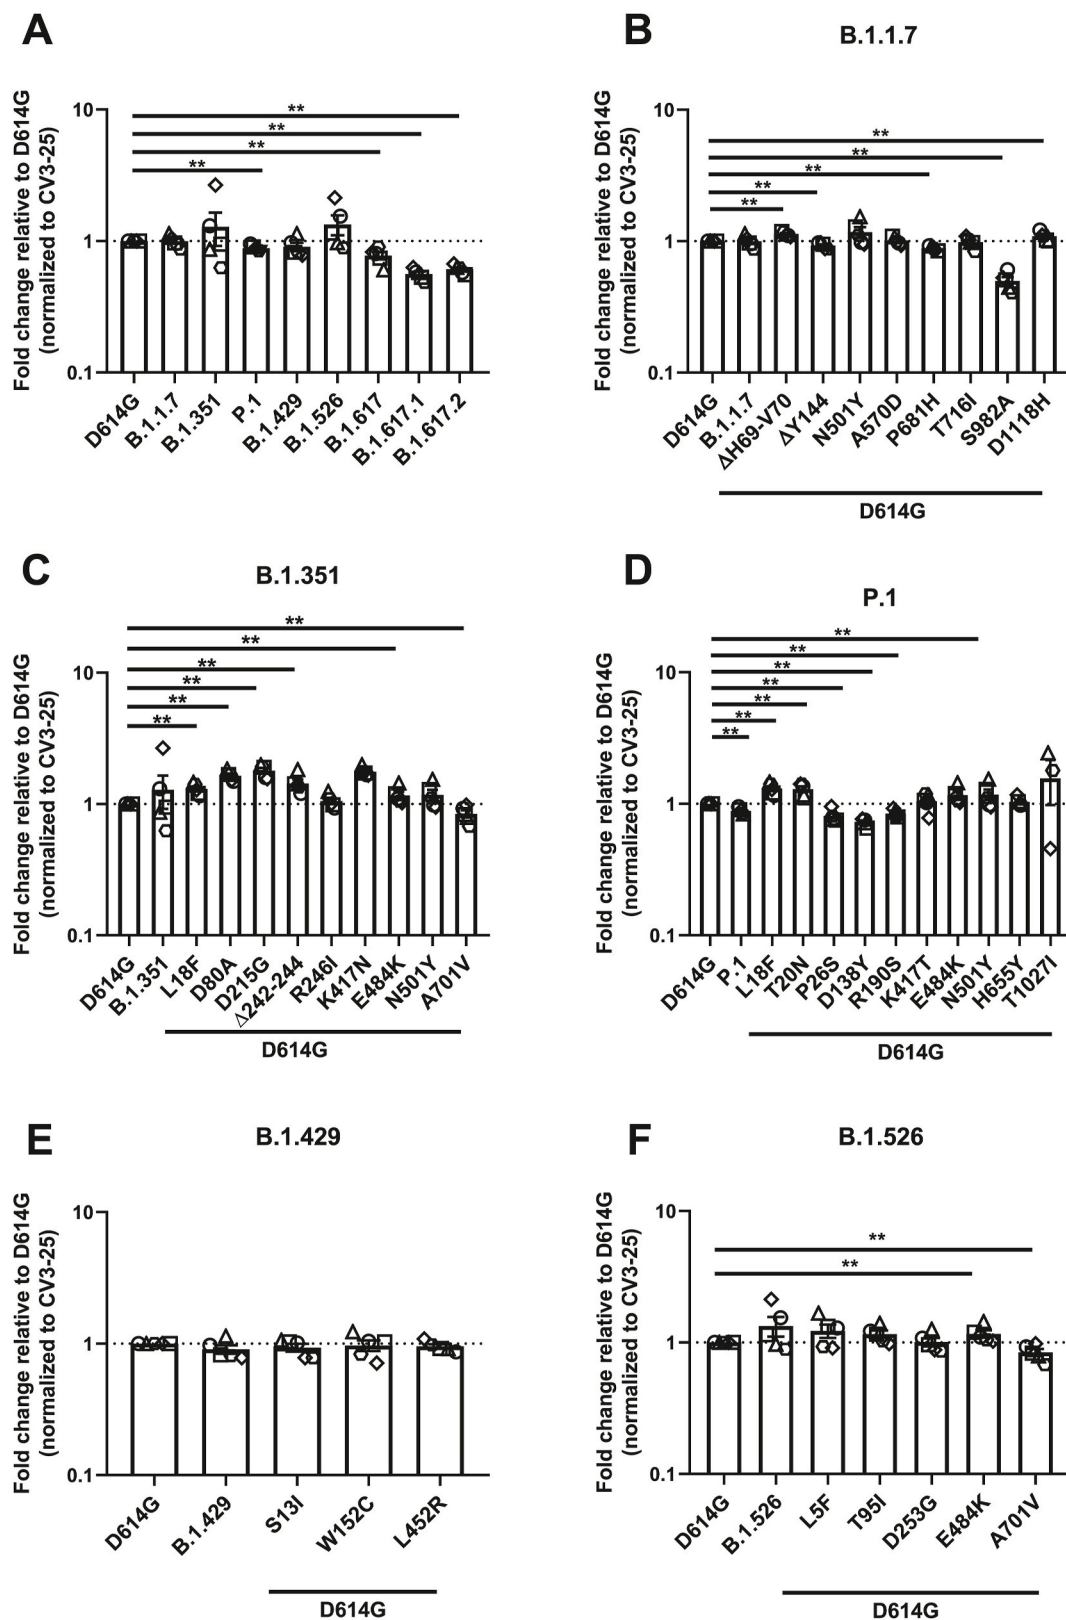 A
Fold change relative to D614G
(normalized to CV3-25)
10
1
0.1
**
**
**
**
D614G
B.1.1.7
B.1.351
P.1
B.1.429
B.1.526
B.1.617
B.1.617.1
B.1.617.2
B
B.1.1.7
Fold change relative to D614G
(normalized to CV3-25)
10
1
0.1
**
**
**
**
**
D614G
B.1.1.7
ΔH69-V70
ΔY144
N501Y
A570D
P681H
T716I
S982A
D1118H
D614G
C
B.1.351
Fold change relative to D614G
(normalized to CV3-25)
10
1
0.1
**
**
**
**
**
**
D614G
B.1.351
L18F
D80A
D215G
Δ242-244
R246I
K417N
E484K
N501Y
A701V
D614G
D
P.1
Fold change relative to D614G
(normalized to CV3-25)
10
1
0.1
**
**
**
**
**
**
**
D614G
P.1
L18F
T20N
P26S
D138Y
R190S
K417T
E484K
N501Y
H655Y
T1027I
D614G
E
B.1.429
Fold change relative to D614G
(normalized to CV3-25)
10
1
0.1
D614G
B.1.429
S13I
W152C
L452R
D614G
F
B.1.526
Fold change relative to D614G
(normalized to CV3-25)
10
1
0.1
**
**
D614G
B.1.526
L5F
T95I
D253G
E484K
A701V
D614G